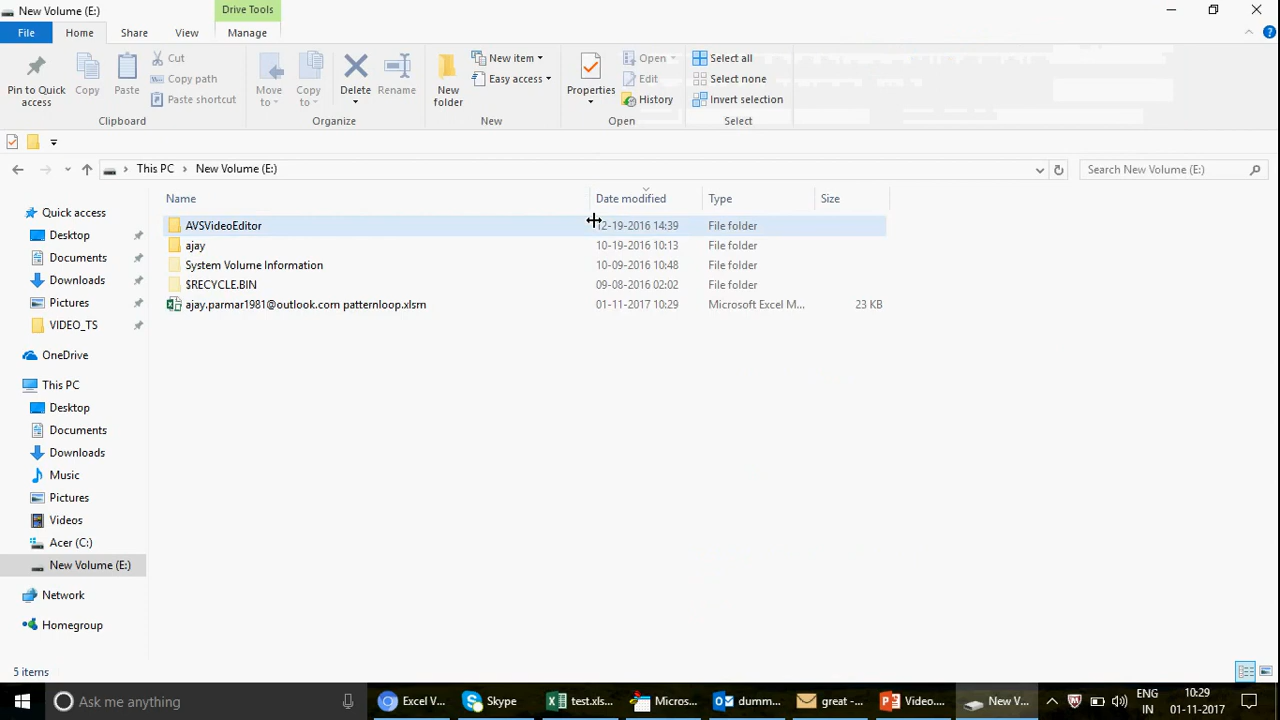 New Volume (E:)
Drive Tools
File
Home
Share
View
Manage
Pin to Quick access
Copy
Paste
Cut
Copy path
Paste shortcut
Clipboard
Move to
Copy to
Delete
Rename
Organize
New folder
New item
Easy access
New
Properties
Open
Edit
History
Open
Select all
Select none
Invert selection
Select
This PC
New Volume (E:)
Search New Volume (E:)
Name
Date modified
Type
Size
AVSVideoEditor 12-19-2016 14:39 File folder
ajay 10-19-2016 10:13 File folder
System Volume Information 10-09-2016 10:48 File folder
$RECYCLE.BIN 09-08-2016 02:02 File folder
ajay.parmar1981@outlook.com patternloop.xlsm 01-11-2017 10:29 Microsoft Excel M... 23 KB
Quick access
Desktop
Documents
Downloads
Pictures
VIDEO_TS
OneDrive
This PC
Desktop
Documents
Downloads
Music
Pictures
Videos
Acer (C:)
New Volume (E:)
Network
Homegroup
5 items
Ask me anything
Excel V...
Skype
test.xls...
Micros...
dumm...
great -...
Video....
New V...
ENG
IN
10:29
01-11-2017